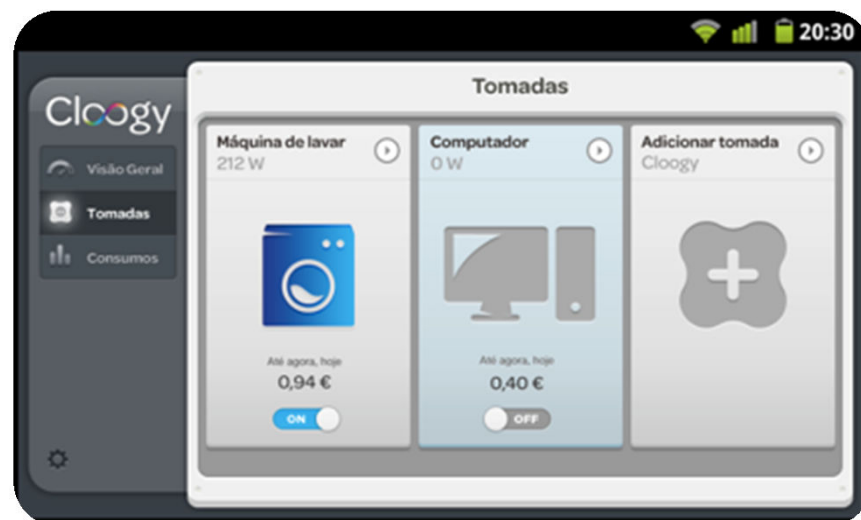 20:30
Cloogy
Visão Geral
Tomadas
Consumos
Tomadas
Máquina de lavar
212 W
Até agora, hoje
0,94 €
ON
Computador
0 W
Até agora, hoje
0,40 €
OFF
Adicionar tomada
Cloogy